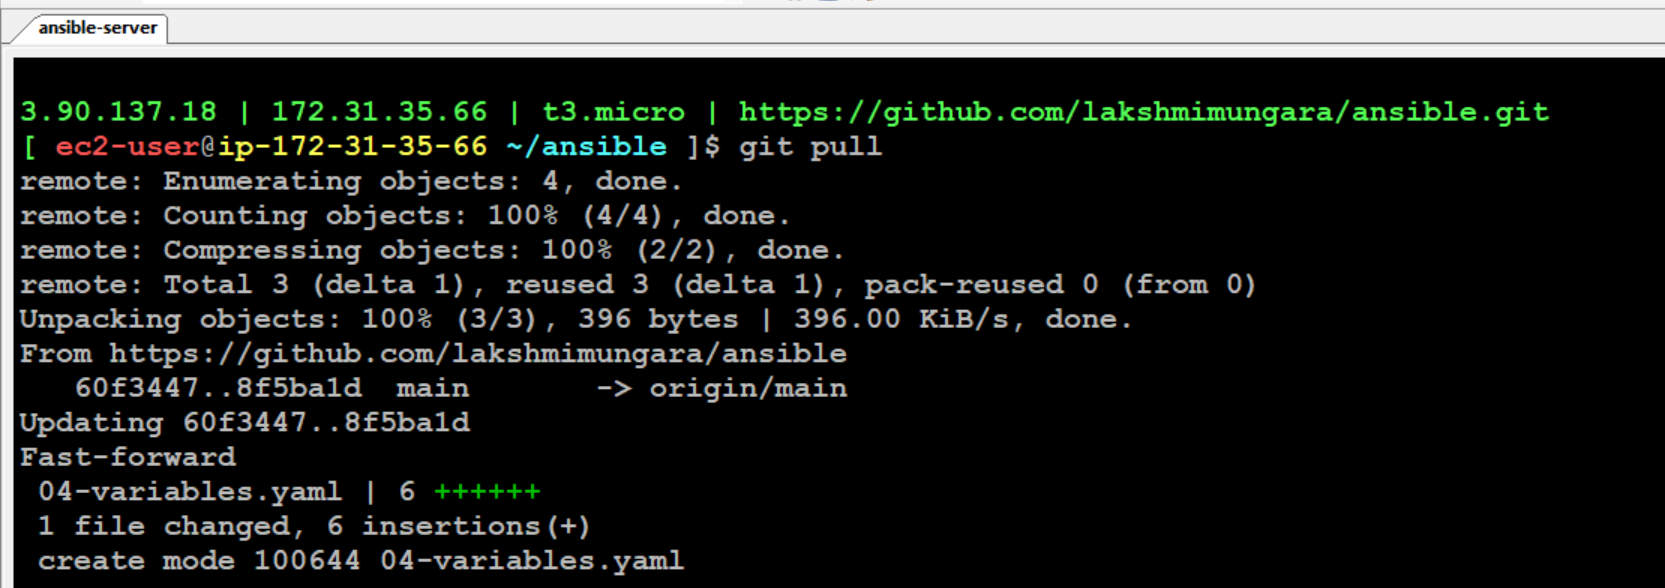 ansible-server
3.90.137.18 | 172.31.35.66 | t3.micro | https://github.com/lakshmimungara/ansible.git
[ ec2-user@ip-172-31-35-66 ~/ansible ]$ git pull
remote: Enumerating objects: 4, done.
remote: Counting objects: 100% (4/4), done.
remote: Compressing objects: 100% (2/2), done.
remote: Total 3 (delta 1), reused 3 (delta 1), pack-reused 0 (from 0)
Unpacking objects: 100% (3/3), 396 bytes | 396.00 KiB/s, done.
From https://github.com/lakshmimungara/ansible
   60f3447..8f5ba1d  main       -> origin/main
Updating 60f3447..8f5ba1d
Fast-forward
 04-variables.yaml | 6 ++++++
 1 file changed, 6 insertions(+)
 create mode 100644 04-variables.yaml